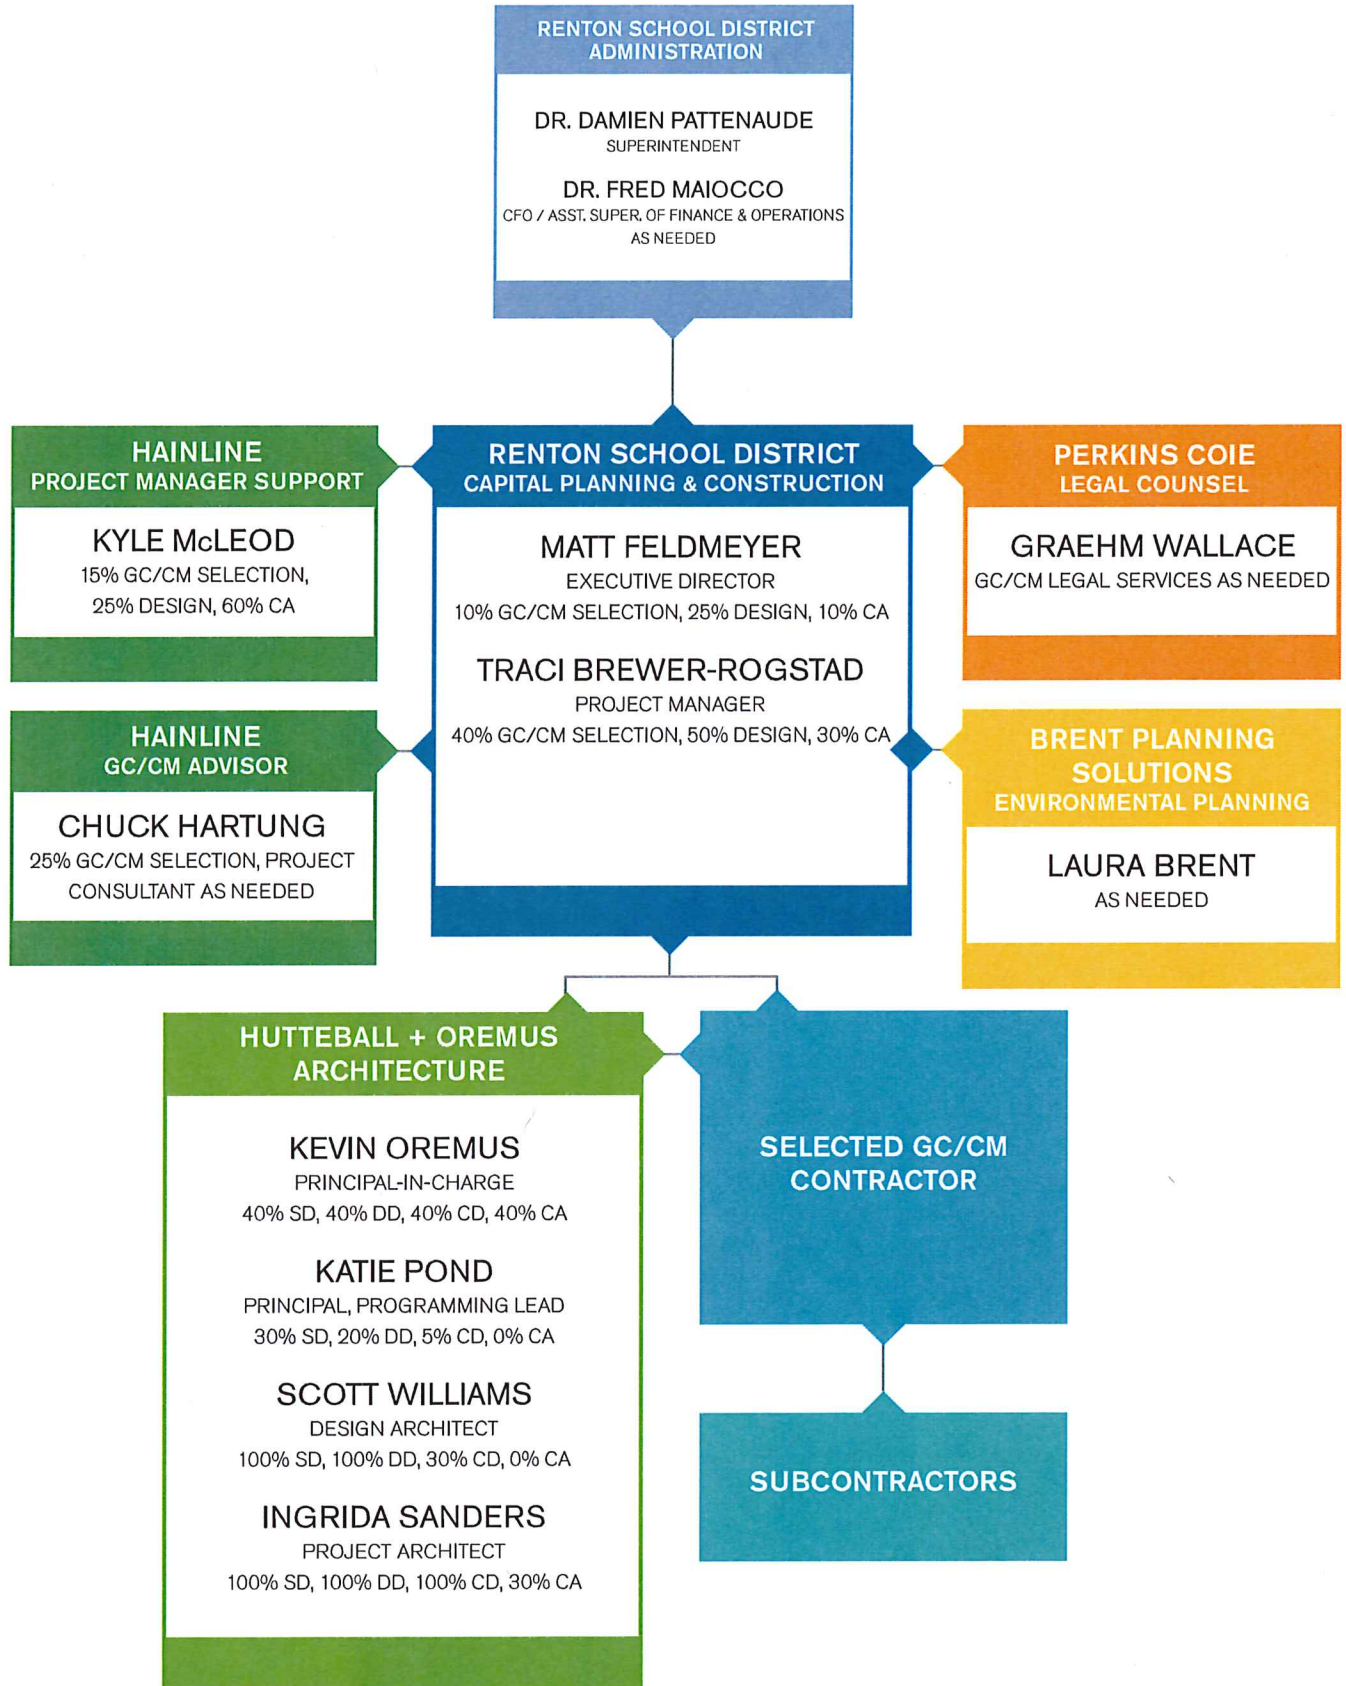 RENTON SCHOOL DISTRICT
ADMINISTRATION
DR. DAMIEN PATTENAUDE
SUPERINTENDENT
DR. FRED MAIOCCO
CFO / ASST. SUPER. OF FINANCE & OPERATIONS
AS NEEDED
HAINLINE
PROJECT MANAGER SUPPORT
KYLE McLEOD
15% GC/CM SELECTION,
25% DESIGN, 60% CA
RENTON SCHOOL DISTRICT
CAPITAL PLANNING & CONSTRUCTION
MATT FELDMEYER
EXECUTIVE DIRECTOR
10% GC/CM SELECTION, 25% DESIGN, 10% CA
TRACI BREWER-ROGSTAD
PROJECT MANAGER
40% GC/CM SELECTION, 50% DESIGN, 30% CA
PERKINS COIE
LEGAL COUNSEL
GRAEHM WALLACE
GC/CM LEGAL SERVICES AS NEEDED
HAINLINE
GC/CM ADVISOR
CHUCK HARTUNG
25% GC/CM SELECTION, PROJECT
CONSULTANT AS NEEDED
BRENT PLANNING
SOLUTIONS
ENVIRONMENTAL PLANNING
LAURA BRENT
AS NEEDED
HUTTEBALL + OREMUS
ARCHITECTURE
KEVIN OREMUS
PRINCIPAL-IN-CHARGE
40% SD, 40% DD, 40% CD, 40% CA
KATIE POND
PRINCIPAL, PROGRAMMING LEAD
30% SD, 20% DD, 5% CD, 0% CA
SCOTT WILLIAMS
DESIGN ARCHITECT
100% SD, 100% DD, 30% CD, 0% CA
INGRIDA SANDERS
PROJECT ARCHITECT
100% SD, 100% DD, 100% CD, 30% CA
SELECTED GC/CM
CONTRACTOR
SUBCONTRACTORS